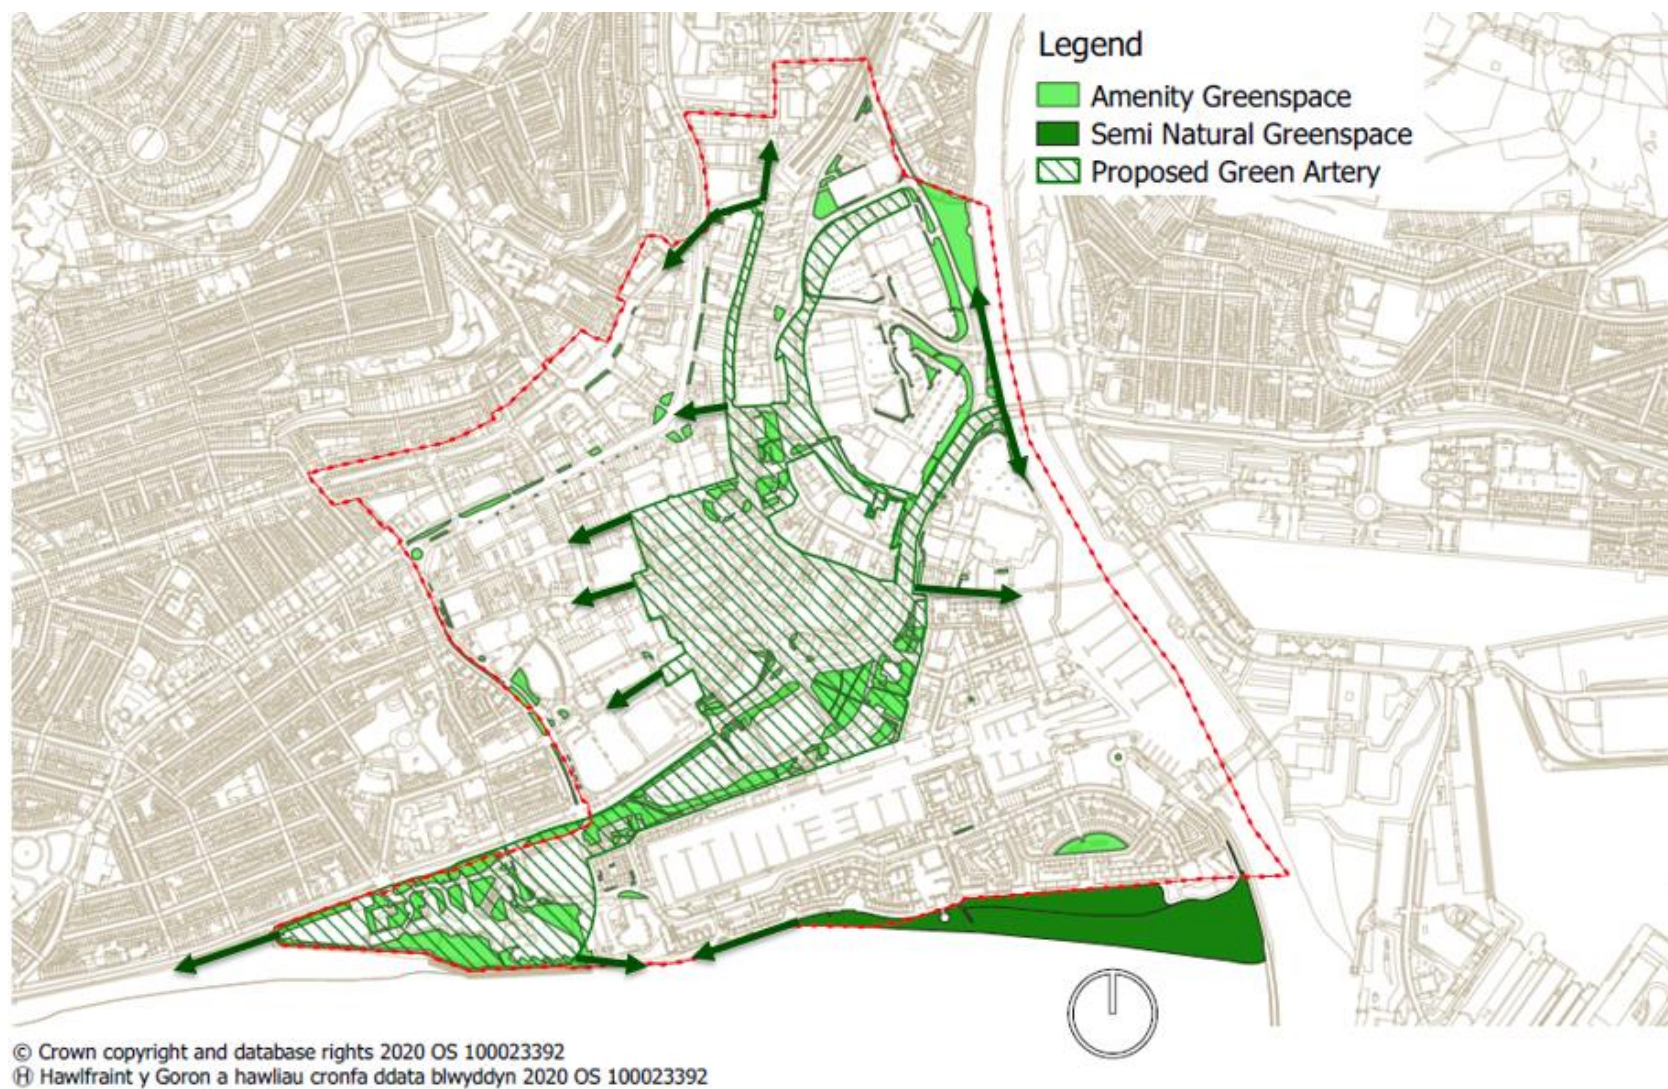 Legend
Amenity Greenspace
Semi Natural Greenspace
Proposed Green Artery
© Crown copyright and database rights 2020 OS 100023392
Ⓗ Hawlfraint y Goron a hawliau cronfa ddata blwyddyn 2020 OS 100023392